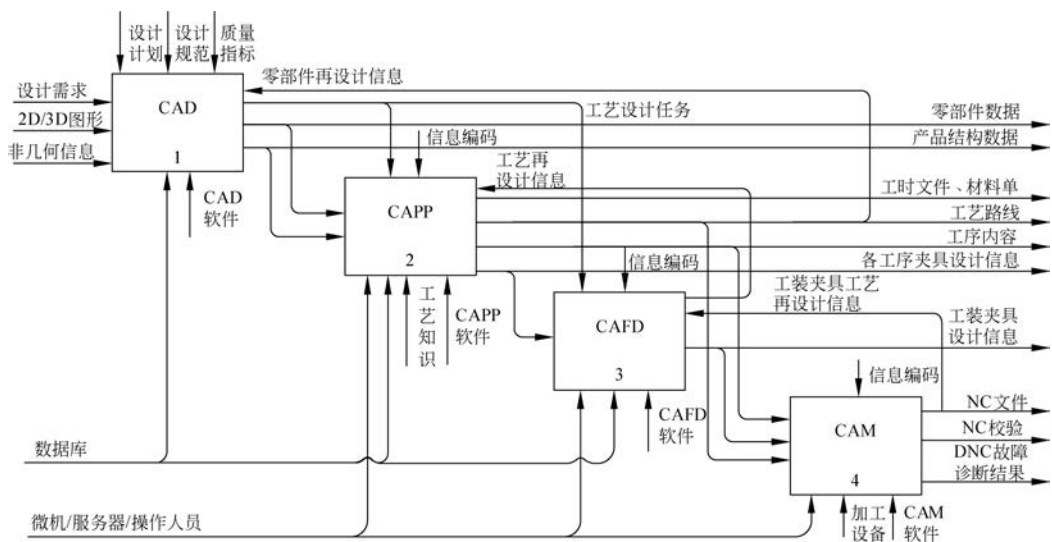 设计
计划
设计
规范
质量
指标
设计需求
2D/3D图形
非几何信息
CAD
1
零部件再设计信息
工艺设计任务
零部件数据
产品结构数据
CAD
软件
信息编码
工艺再
设计信息
CAPP
2
工时文件、材料单
工艺路线
工序内容
各工序夹具设计信息
工艺知识
CAPP
软件
信息编码
CAFD
3
工装夹具工艺
再设计信息
工装夹具
设计信息
CAFD
软件
信息编码
CAM
4
NC文件
NC校验
DNC故障
诊断结果
数据库
微机/服务器/操作人员
加工
设备
CAM
软件